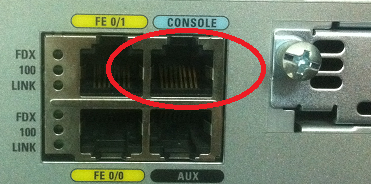 FE 0/1 CONSOLE
FDX
100
LINK
FDX
100
LINK
FE 0/0 AUX